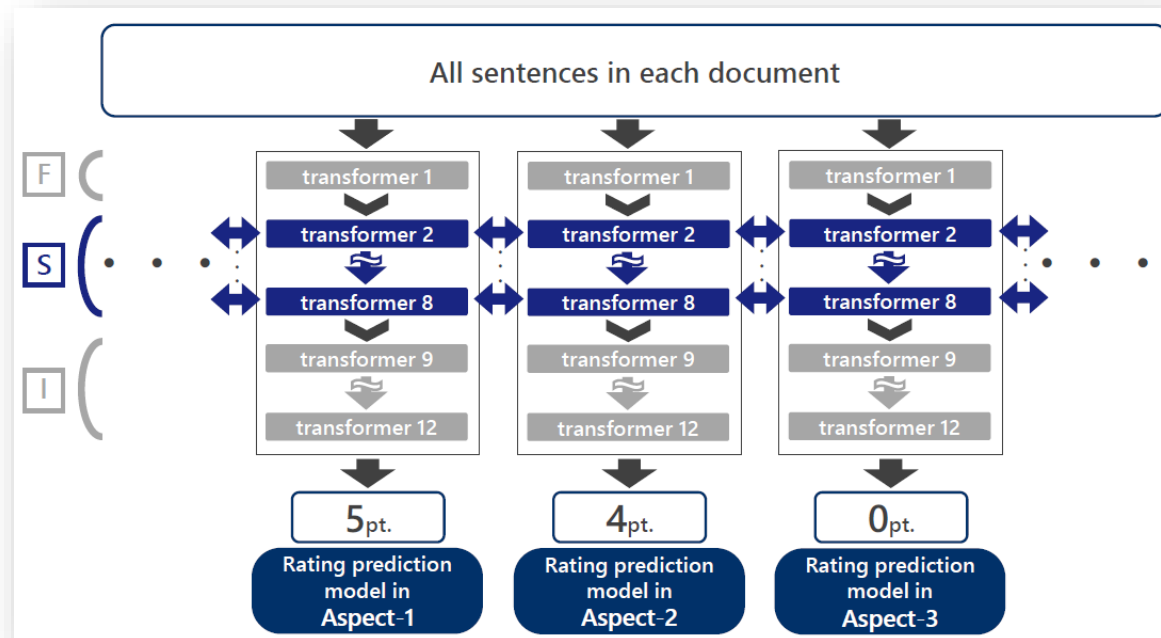 All sentences in each document
F
transformer 1 transformer 1 transformer 1
S
transformer 2 transformer 2 transformer 2
transformer 8 transformer 8 transformer 8
I
transformer 9 transformer 9 transformer 9
transformer 12 transformer 12 transformer 12
5pt. 4pt. 0pt.
Rating prediction
model in
Aspect-1
Rating prediction
model in
Aspect-2
Rating prediction
model in
Aspect-3